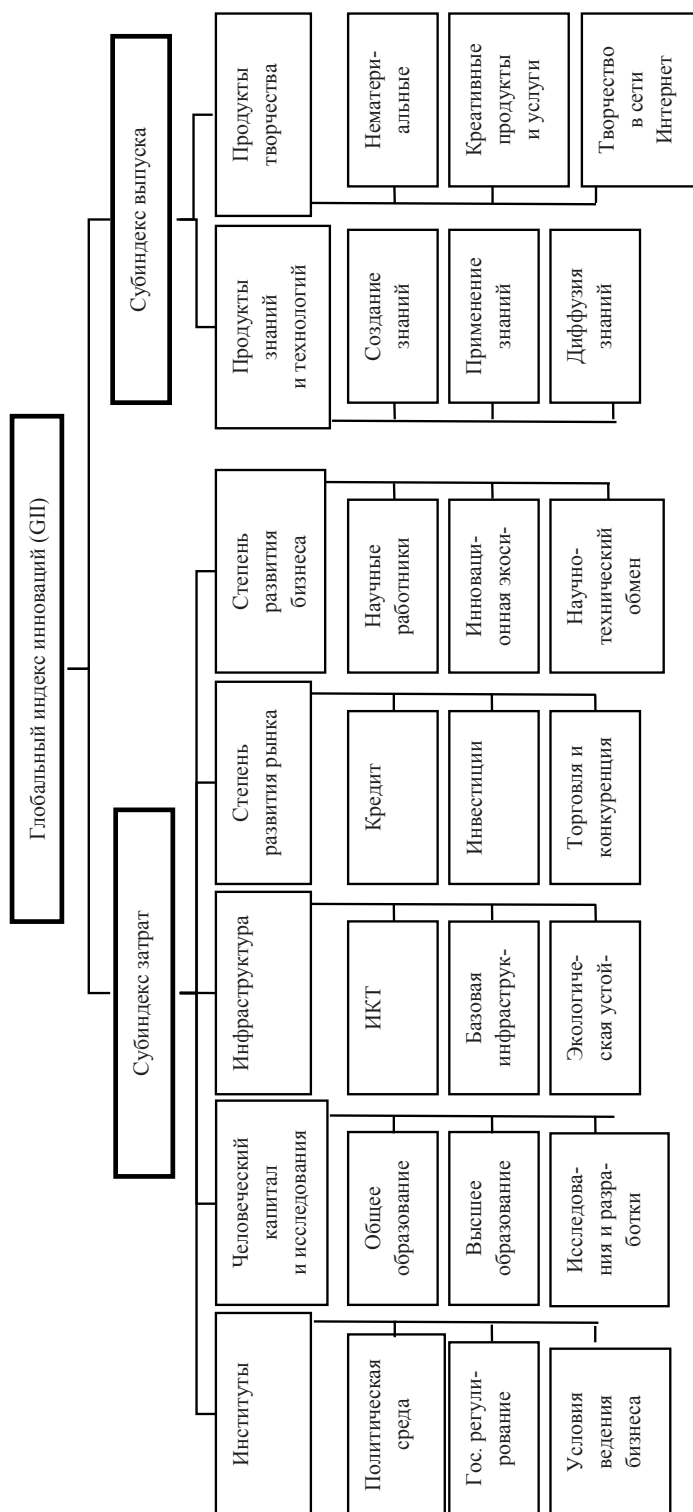 Глобальный индекс инноваций (GII)
Субиндекс затрат
Субиндекс выпуска
Институты
Человеческий
капитал
и исследования
Инфраструктура
Степень
развития рынка
Степень
развития
бизнеса
Продукты
знаний
и технологий
Продукты
творчества
Политическая
среда
Общее
образование
ИКТ
Кредит
Научные
работники
Создание
знаний
Нематери-
альные
Гос. регули-
рование
Высшее
образование
Базовая
инфраструк-
Инвестиции
Инноваци-
онная экоси-
Применение
знаний
Креативные
продукты
и услуги
Условия
ведения
бизнеса
Исследова-
ния и разра-
ботки
Экологиче-
ская устой-
Торговля и
конкуренция
Научно-
технический
обмен
Диффузия
знаний
Творчество
в сети
Интернет